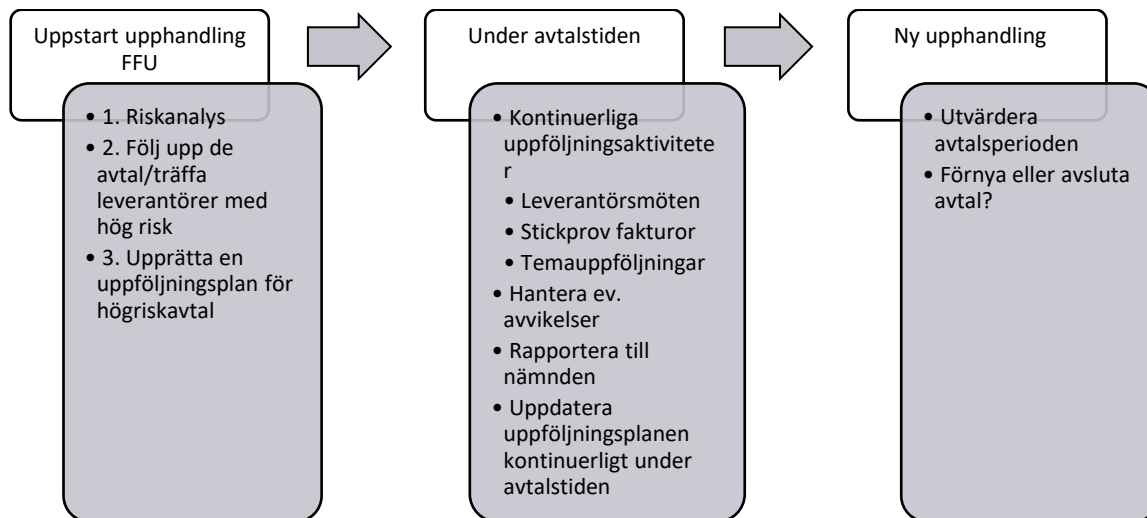 Uppstart upphandling
FFU
• 1. Riskanalys
• 2. Följ upp de
avtal/träffa
leverantörer med
hög risk
• 3. Upprätta en
uppföljningsplan för
högriskavtal
Under avtalstiden
• Kontinuerliga
uppföljningsaktivitete
r
• Leverantörsmöten
• Stickprov fakturor
• Temauppföljningar
• Hantera ev.
avvikelser
• Rapportera till
nämnden
• Uppdatera
uppföljningsplanen
kontinuerligt under
avtalstiden
Ny upphandling
• Utvärdera
avtalsperioden
• Förnya eller avsluta
avtal?